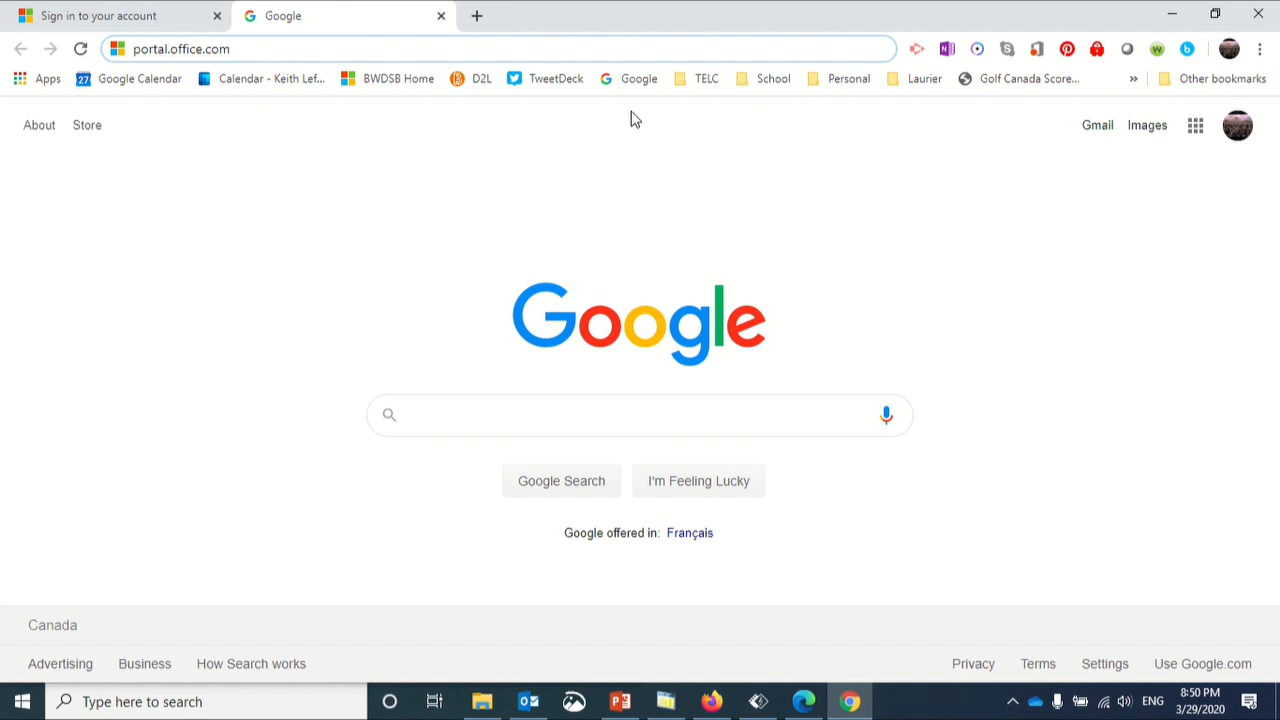 Sign in to your account
Google
portal.office.com
Apps
27
Google Calendar
Calendar - Keith Lef...
BWDSB Home
D2L
TweetDeck
Google
TELC
School
Personal
Laurier
Golf Canada Score...
»
Other bookmarks
About
Store
Gmail
Images
Google
Google Search
I'm Feeling Lucky
Google offered in: Français
Canada
Advertising
Business
How Search works
Privacy
Terms
Settings
Use Google.com
Type here to search
ENG
8:50 PM
3/29/2020